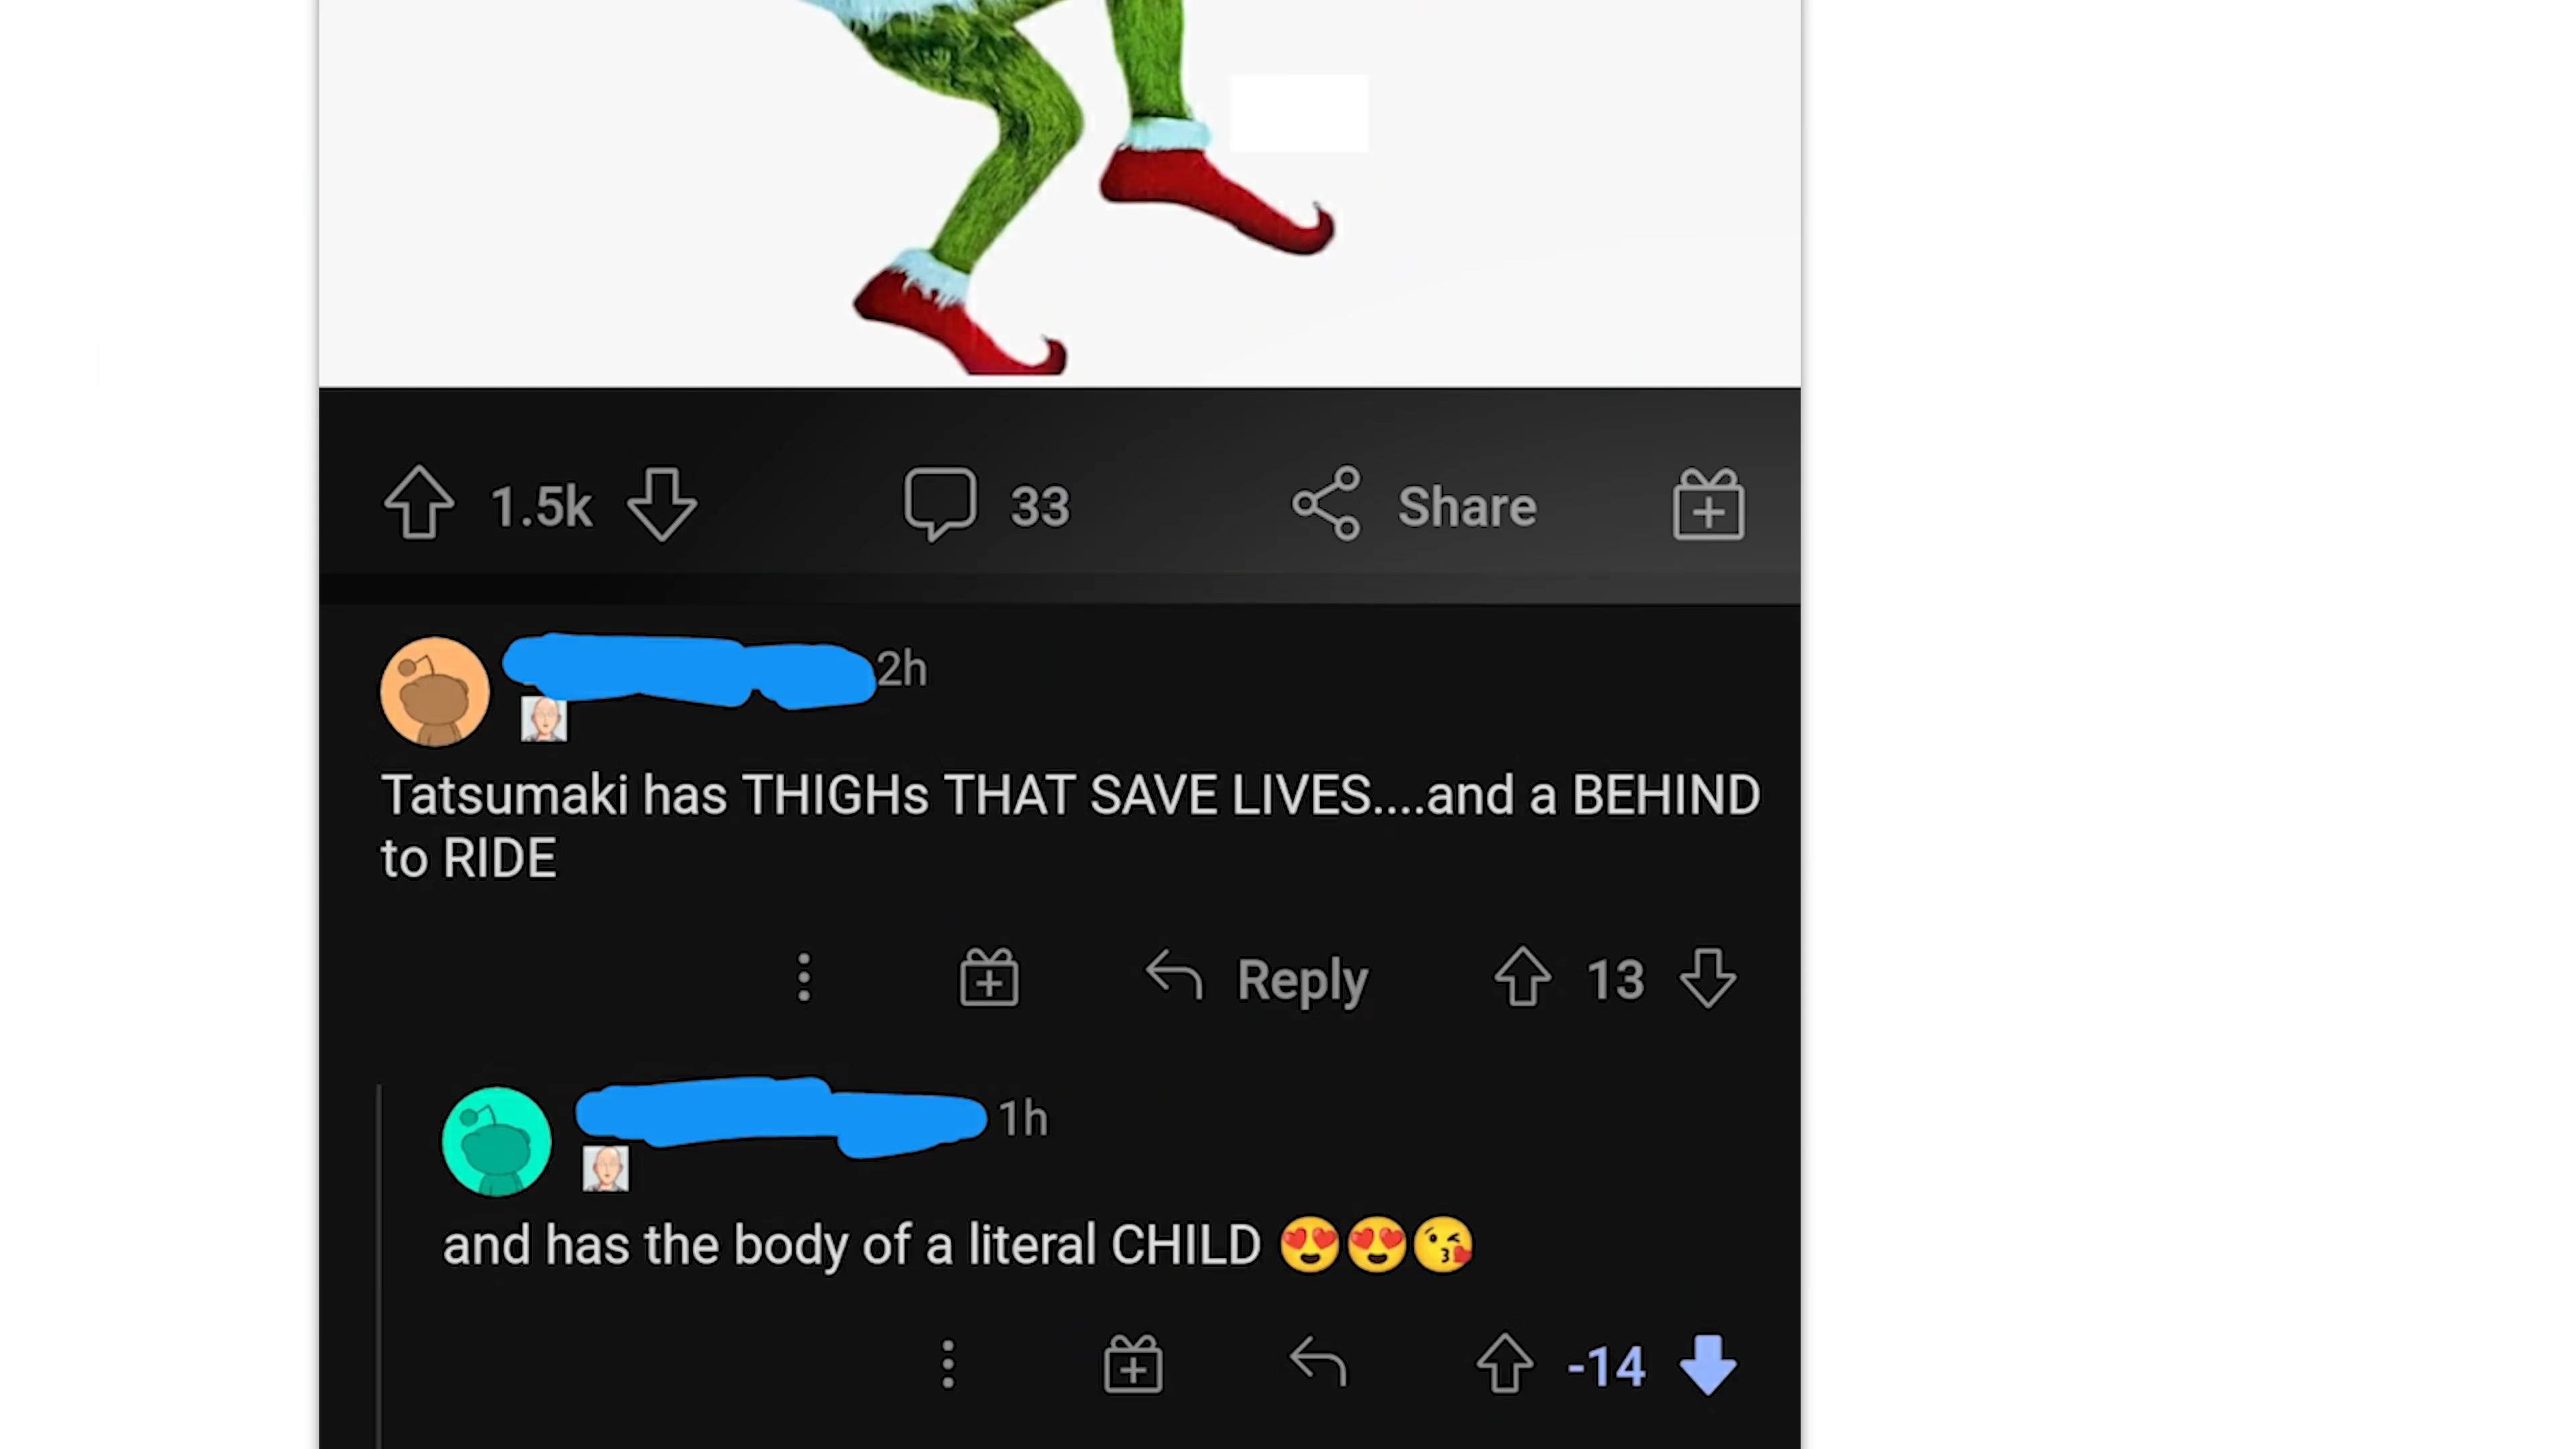 1.5k 33 Share
2h
Tatsumaki has THIGHs THAT SAVE LIVES....and a BEHIND
to RIDE
Reply 13
1h
and has the body of a literal CHILD 😍😍😘
-14